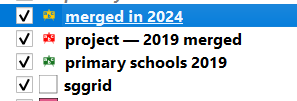 merged in 2024
project — 2019 merged
primary schools 2019
sggrid